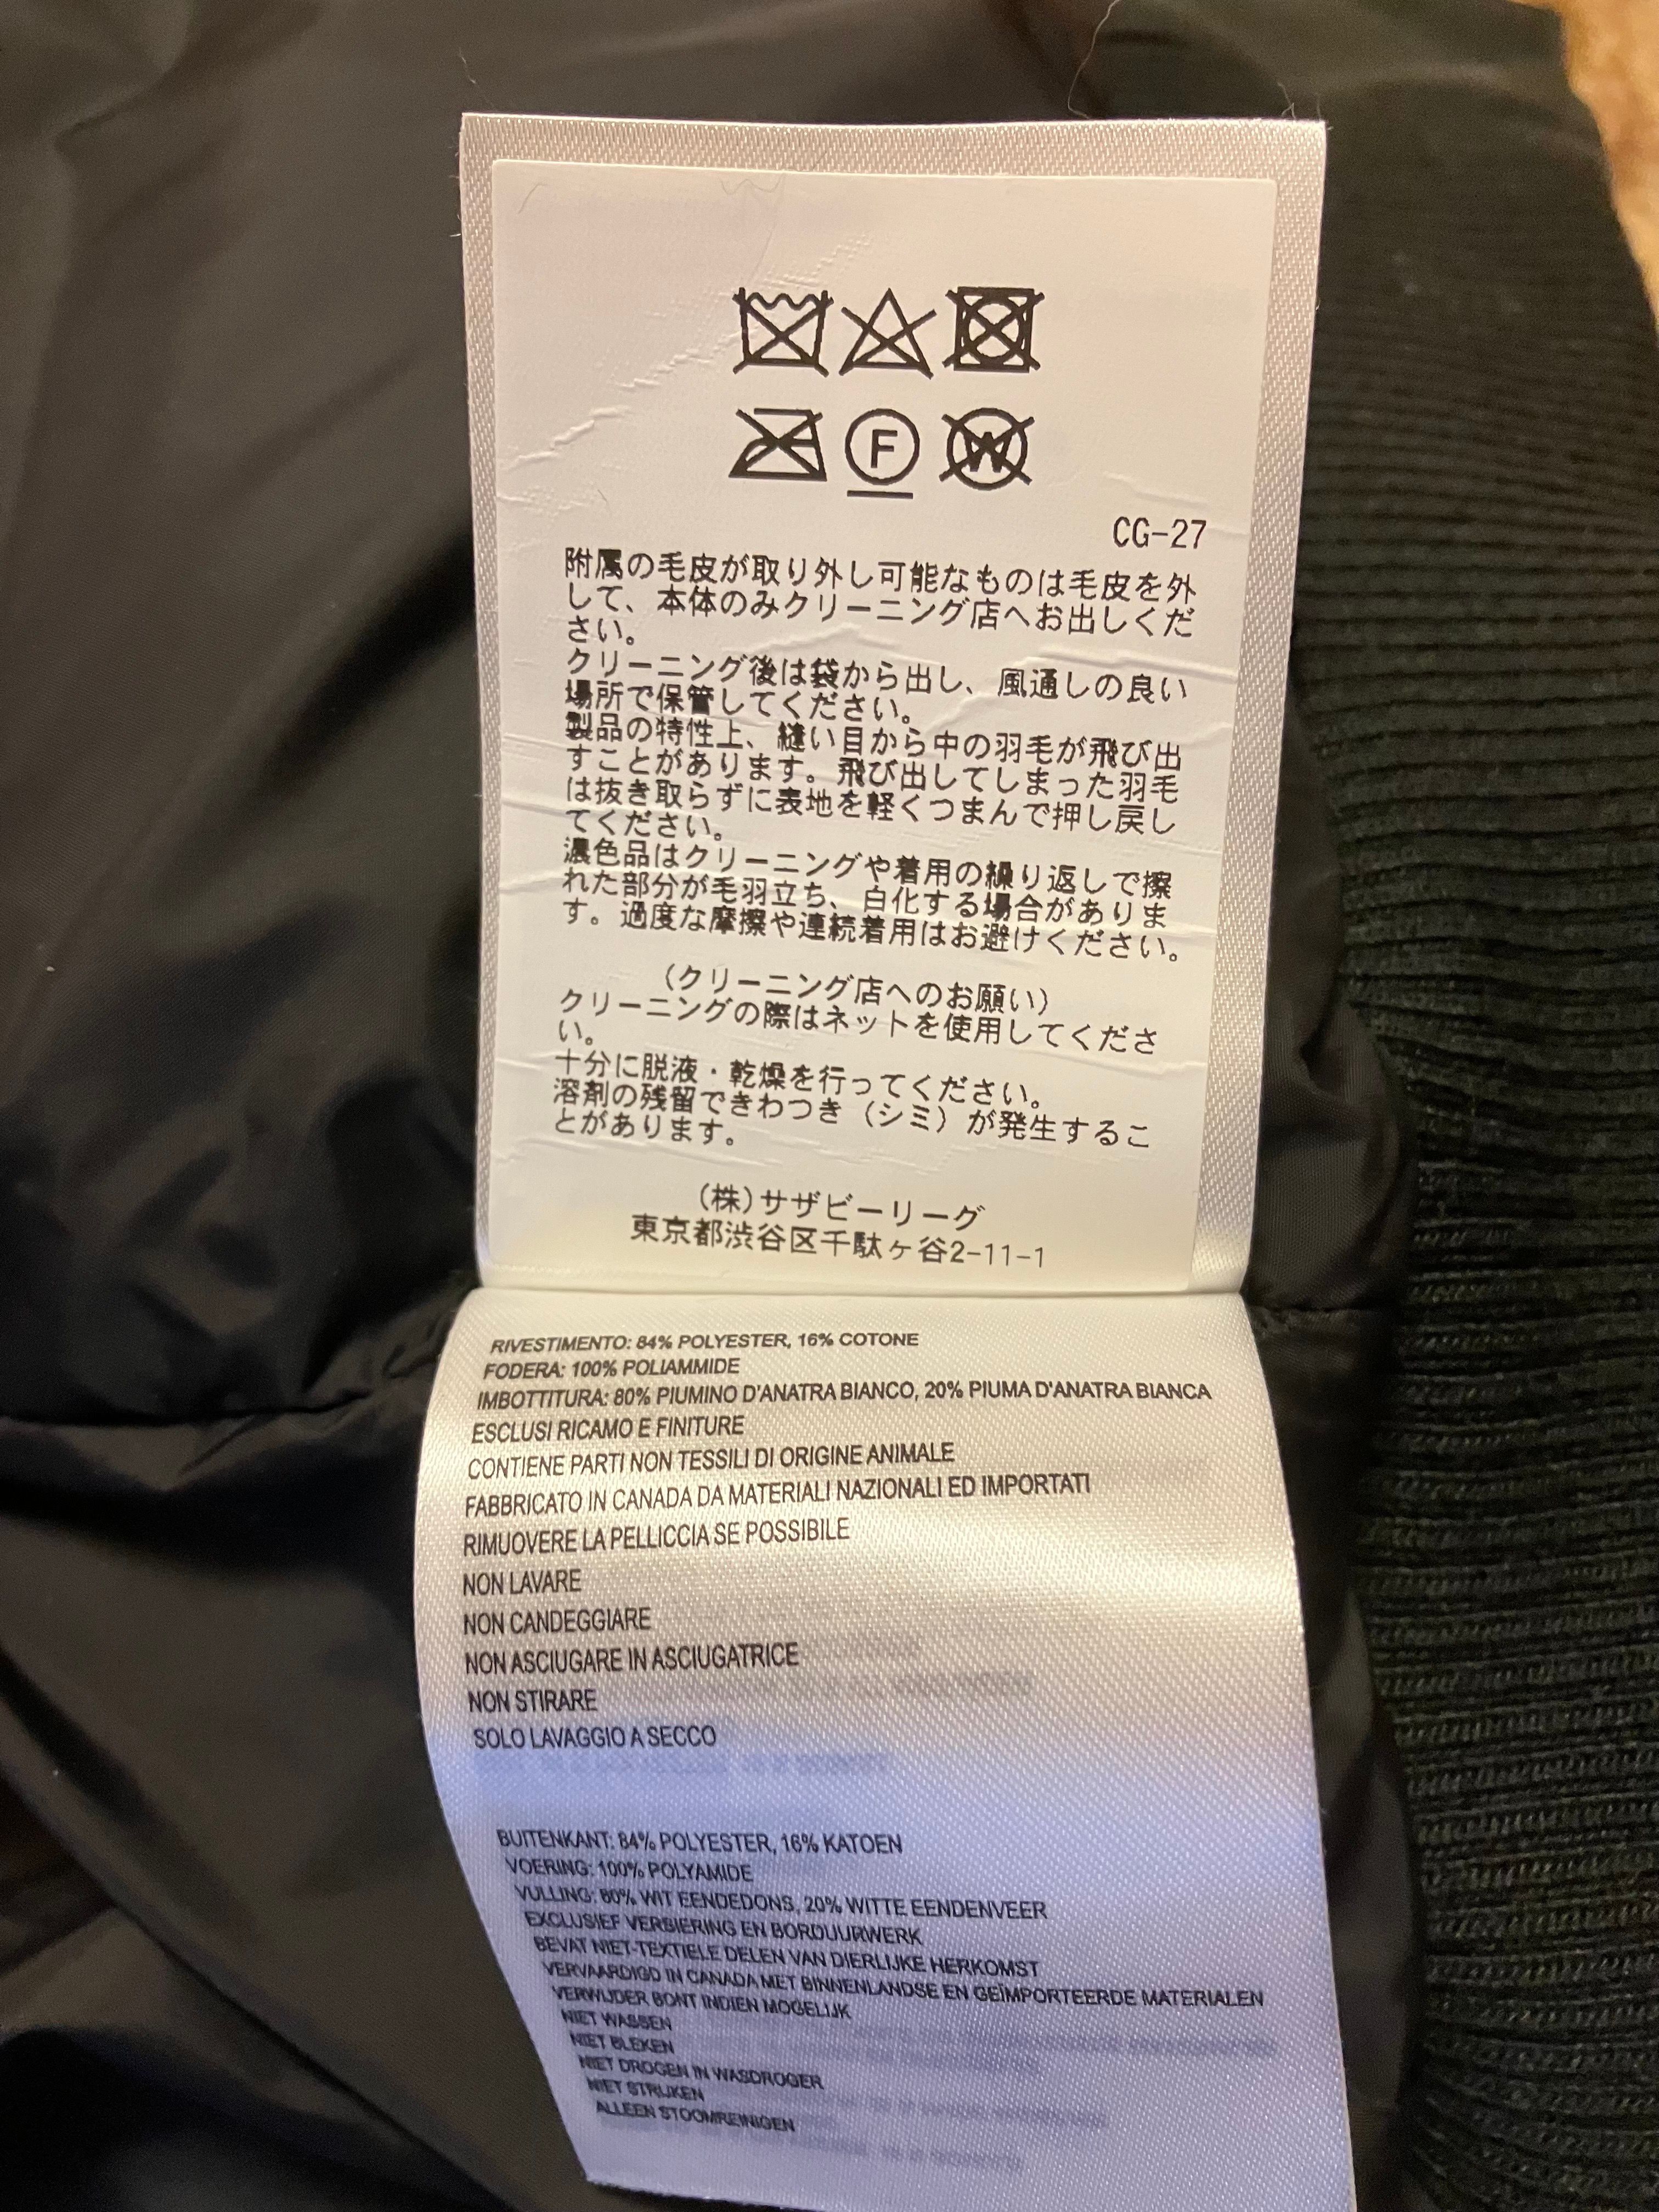 F
W
CG-27
附属の毛皮が取り外し可能なものは毛皮を外
して、本体のみクリーニング店へお出しくだ
さい。
クリーニング後は袋から出し、風通しの良い
場所で保管してください。
製品の特性上、縫い目から中の羽毛が飛び出
すことがあります。飛び出してしまった羽毛
は抜き取らずに表地を軽くつまんで押し戻し
てください。
濃色品はクリーニングや着用の繰り返しで擦
れた部分が毛羽立ち、白化する場合がありま
す。過度な摩擦や連続着用はお避けください。
(クリーニング店へのお願い)
クリーニングの際はネットを使用してくださ
い。
十分に脱液・乾燥を行ってください。
溶剤の残留できわつき(シミ)が発生するこ
とがあります。
(株)サザビーリーグ
東京都渋谷区千駄ヶ谷2-11-1
RIVESTIMENTO: 84% POLYESTER, 16% COTONE
FODERA: 100% POLIAMMIDE
IMBOTTITURA: 80% PIUMINO D'ANATRA BIANCO, 20% PIUMA D'ANATRA BIANCA
ESCLUSI RICAMO E FINITURE
CONTIENE PARTI NON TESSILI DI ORIGINE ANIMALE
FABBRICATO IN CANADA DA MATERIALI NAZIONALI ED IMPORTATI
RIMUOVERE LA PELLICCIA SE POSSIBILE
NON LAVARE
NON CANDEGGIARE
NON ASCIUGARE IN ASCIUGATRICE
NON STIRARE
SOLO LAVAGGIO A SECCO
BUITENKANT: 84% POLYESTER, 16% KATOEN
VOERING: 100% POLYAMIDE
VULLING: 80% WIT EENDEDONS, 20% WITTE EENDENVEER
EXCLUSIEF VERSIERING EN BORDUURWERK
BEVAT NIET-TEXTIELE DELEN VAN DIERLIJKE HERKOMST
VERVAARDIGD IN CANADA MET BINNENLANDSE EN GEÏMPORTEERDE MATERIALEN
VERWIJDER BONT INDIEN MOGELIJK
NIET WASSEN
NIET BLEKEN
NIET DROGEN IN WASDROGER
NIET STRIJKEN
ALLEEN STOOMREINIGEN